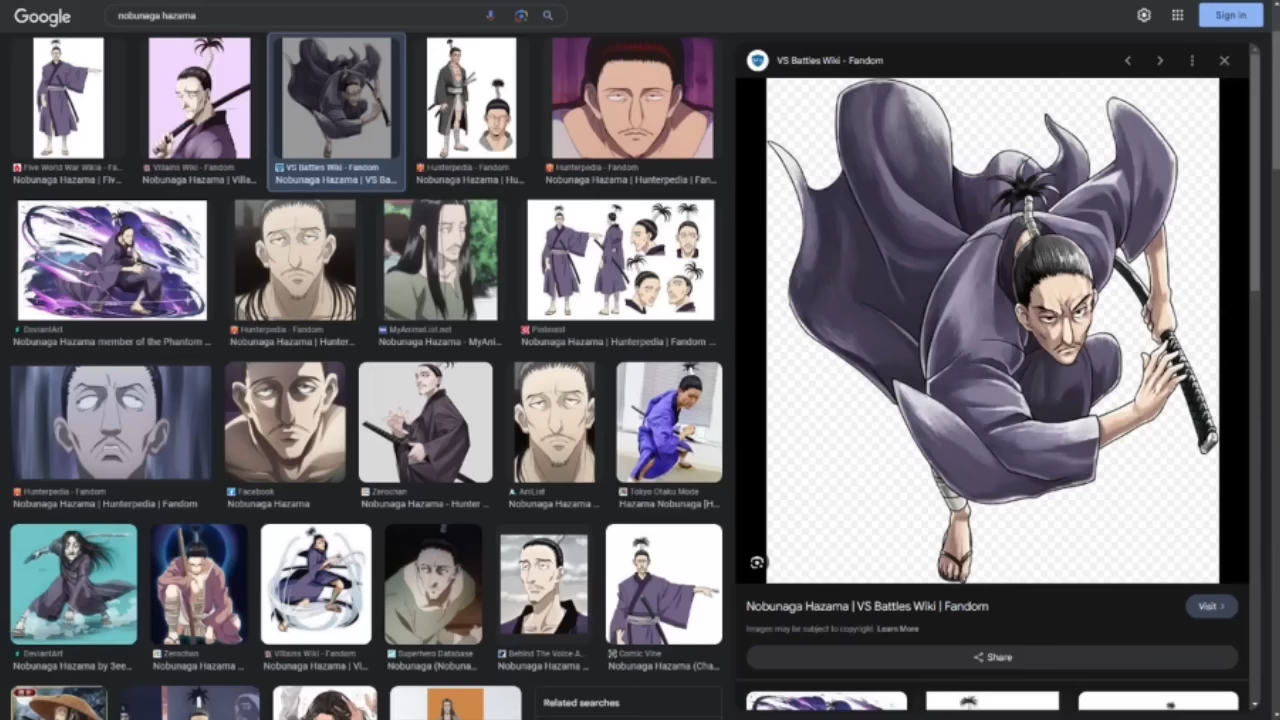 Google
nobunaga hazama
Sign in
Five World War Wikia - Fa...
Nobunaga Hazama | Fiv...
Villains Wiki - Fandom
Nobunaga Hazama | Villa...
VS Battles Wiki - Fandom
Nobunaga Hazama | VS Ba...
Hunterpedia - Fandom
Nobunaga Hazama | Hu...
Hunterpedia - Fandom
Nobunaga Hazama | Hunterpedia | Fan...
DeviantArt
Nobunaga Hazama member of the Phantom ...
Hunterpedia - Fandom
Nobunaga Hazama | Hunter...
MyAnimeList.net
Nobunaga Hazama - MyAni...
Pinterest
Nobunaga Hazama | Hunterpedia | Fandom ...
Hunterpedia - Fandom
Nobunaga Hazama | Hunterpedia | Fandom
Facebook
Nobunaga Hazama
Zerochan
Nobunaga Hazama - Hunter ...
AniList
Nobunaga Hazama ...
Tokyo Otaku Mode
Hazama Nobunaga [H...
DeviantArt
Nobunaga Hazama by 3ee...
Zerochan
Nobunaga Hazama ...
Villains Wiki - Fandom
Nobunaga Hazama | Vi...
Superhero Database
Nobunaga (Nobuna...
Behind The Voice A...
Nobunaga Hazama ...
Comic Vine
Nobunaga Hazama (Cha...
Related searches
VS Battles Wiki - Fandom
Nobunaga Hazama | VS Battles Wiki | Fandom
Visit
Images may be subject to copyright. Learn More
Share